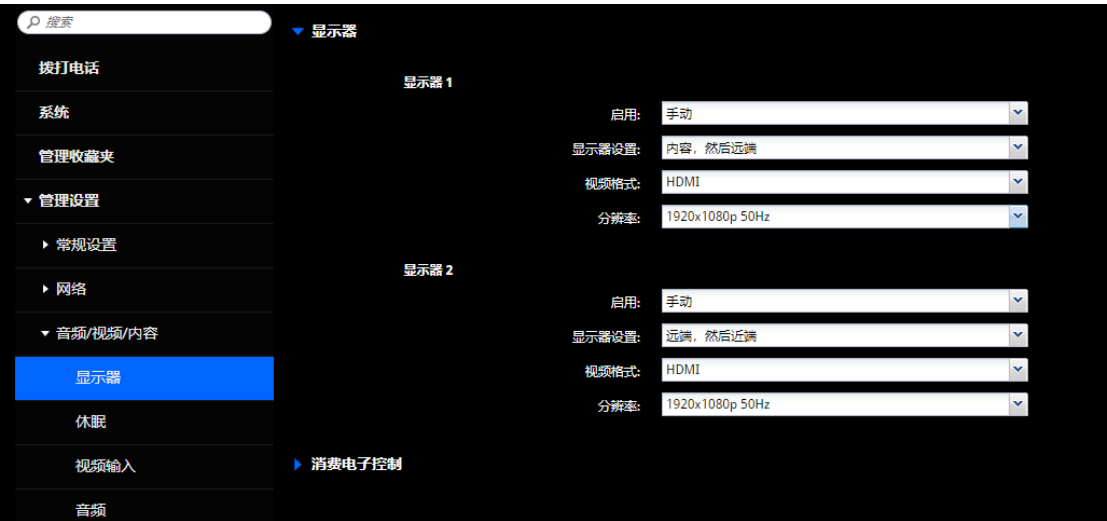 搜索
拨打电话
系统
管理收藏夹
管理设置
常规设置
网络
音频/视频/内容
显示器
休眠
视频输入
音频
显示器
显示器 1
启用: 手动
显示器设置: 内容，然后远端
视频格式: HDMI
分辨率: 1920x1080p 50Hz
显示器 2
启用: 手动
显示器设置: 远端，然后近端
视频格式: HDMI
分辨率: 1920x1080p 50Hz
消费电子控制